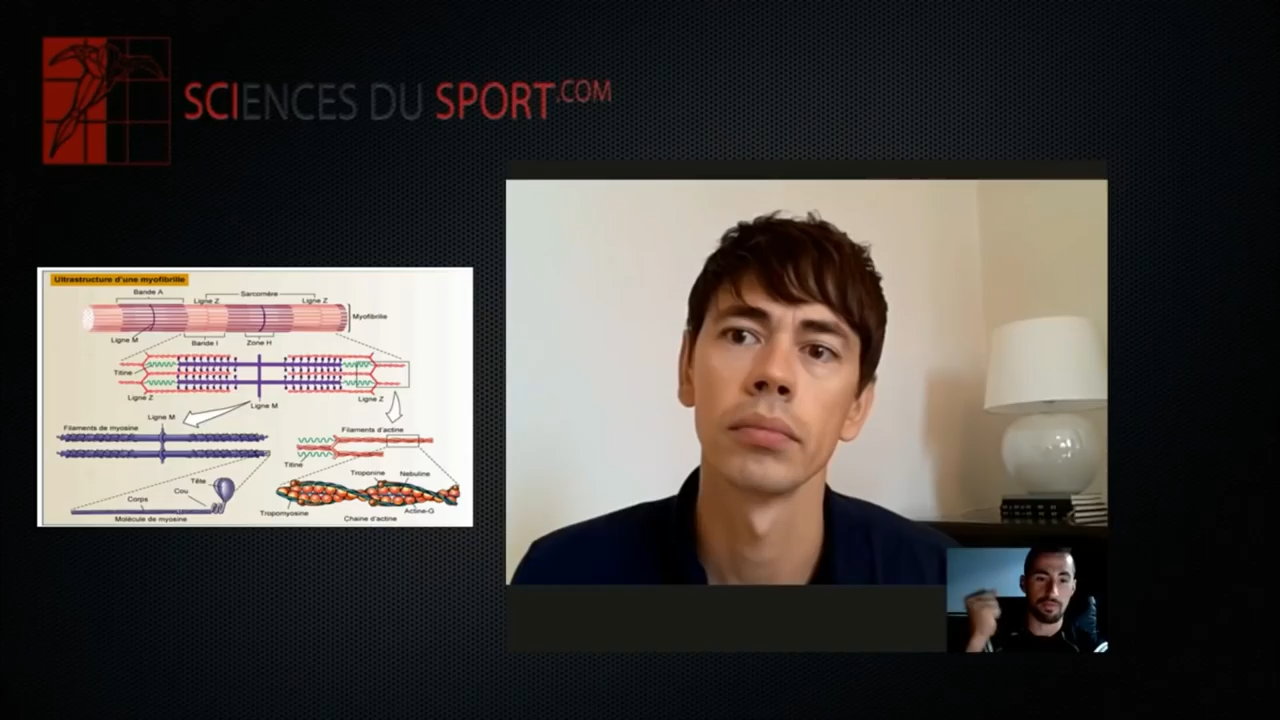 SCIENCES DU SPORT.COM
Ultrastructure d'une myofibrille
Bande A
Sarcomère
Ligne Z
Ligne Z
Myofibrille
Ligne M
Bande I
Zone H
Titine
Ligne Z
Ligne Z
Ligne M
Ligne M
Filaments de myosine
Filaments d'actine
Titine
Troponine
Nebuline
Tête
Cou
Corps
Tropomyosine
Actine-G
Molécule de myosine
Chaine d'actine